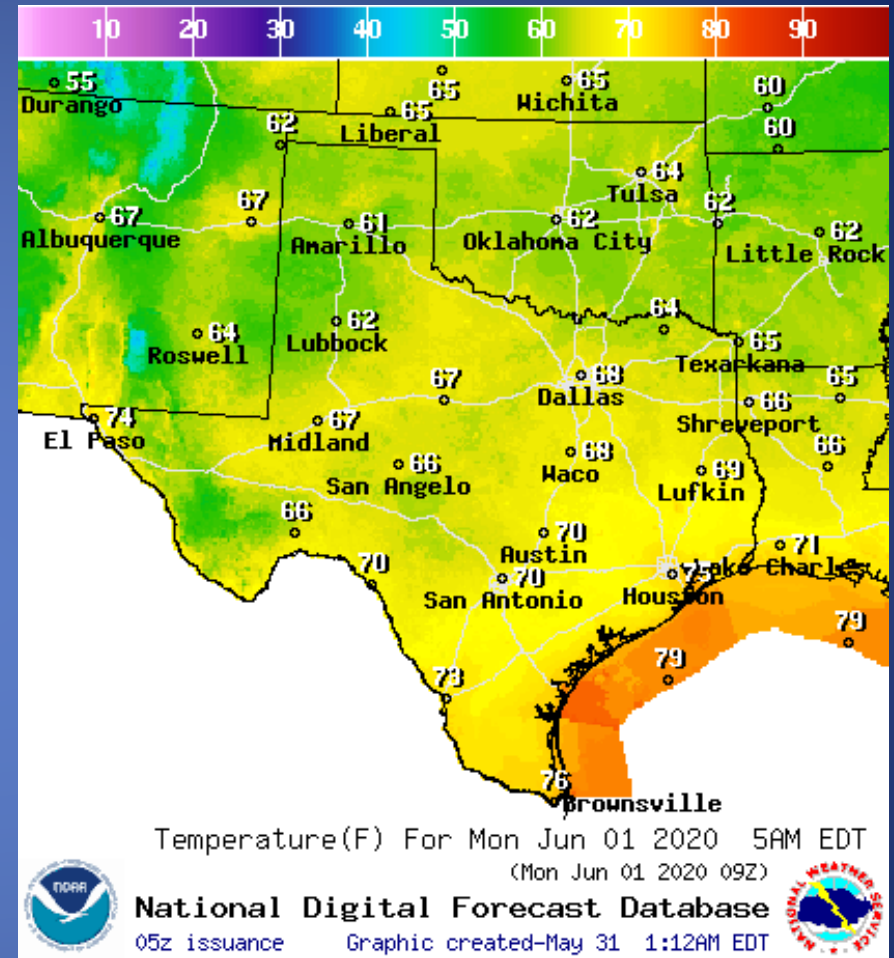 10 20 30 40 50 60 70 80 90
55
Durango
65
65
Liberal
65
Wichita
60
60
62
64
Tulsa
67
Albuquerque
67
61
Amarillo
62
Oklahoma City
62
62
Little Rock
64
Roswell
62
Lubbock
64
65
Texarkana
68
Dallas
67
66
Shreveport
65
74
El Paso
67
Midland
66
San Angelo
68
Waco
69
Lufkin
66
66
70
Austin
71
Lake Charles
70
70
San Antonio
75
Houston
79
79
73
76
Brownsville
Temperature(F) For Mon Jun 01 2020 5AM EDT
(Mon Jun 01 2020 09Z)
noaa
National Digital Forecast Database
05z issuance Graphic created-May 31 1:12AM EDT
NATIONAL WEATHER SERVICE